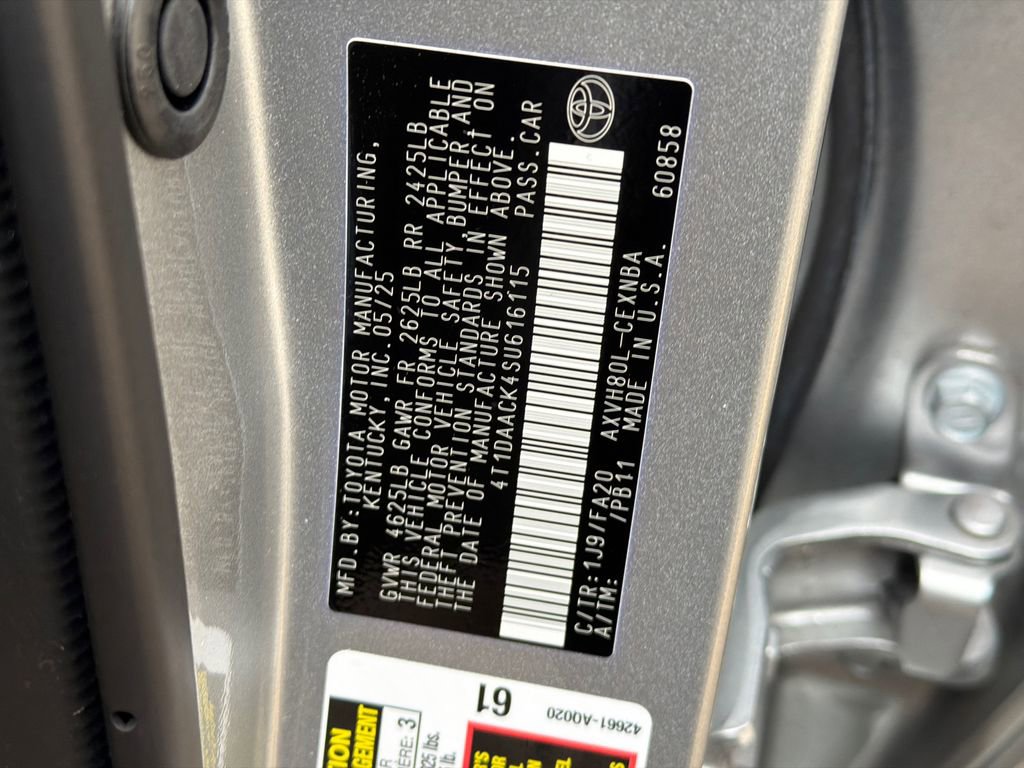 MFD.BY:TOYOTA MOTOR MANUFACTURING,
KENTUCKY,INC.05/25
GVWR 4625LB GAWR FR 2625LB RR 2425LB
THIS VEHICLE CONFORMS TO ALL APPLICABLE
FEDERAL MOTOR VEHICLE SAFETY,BUMPER,AND
THEFT PREVENTION STANDARDS IN EFFECT ON
THE DATE OF MANUFACTURE SHOWN ABOVE.
4T1DAACK4SU616115 PASS.CAR
C/TR:1J9/FA20 AXVH80L-CEXNBA
A/TM: /PB11 MADE IN U.S.A. 60858
61
42661-A0020
3